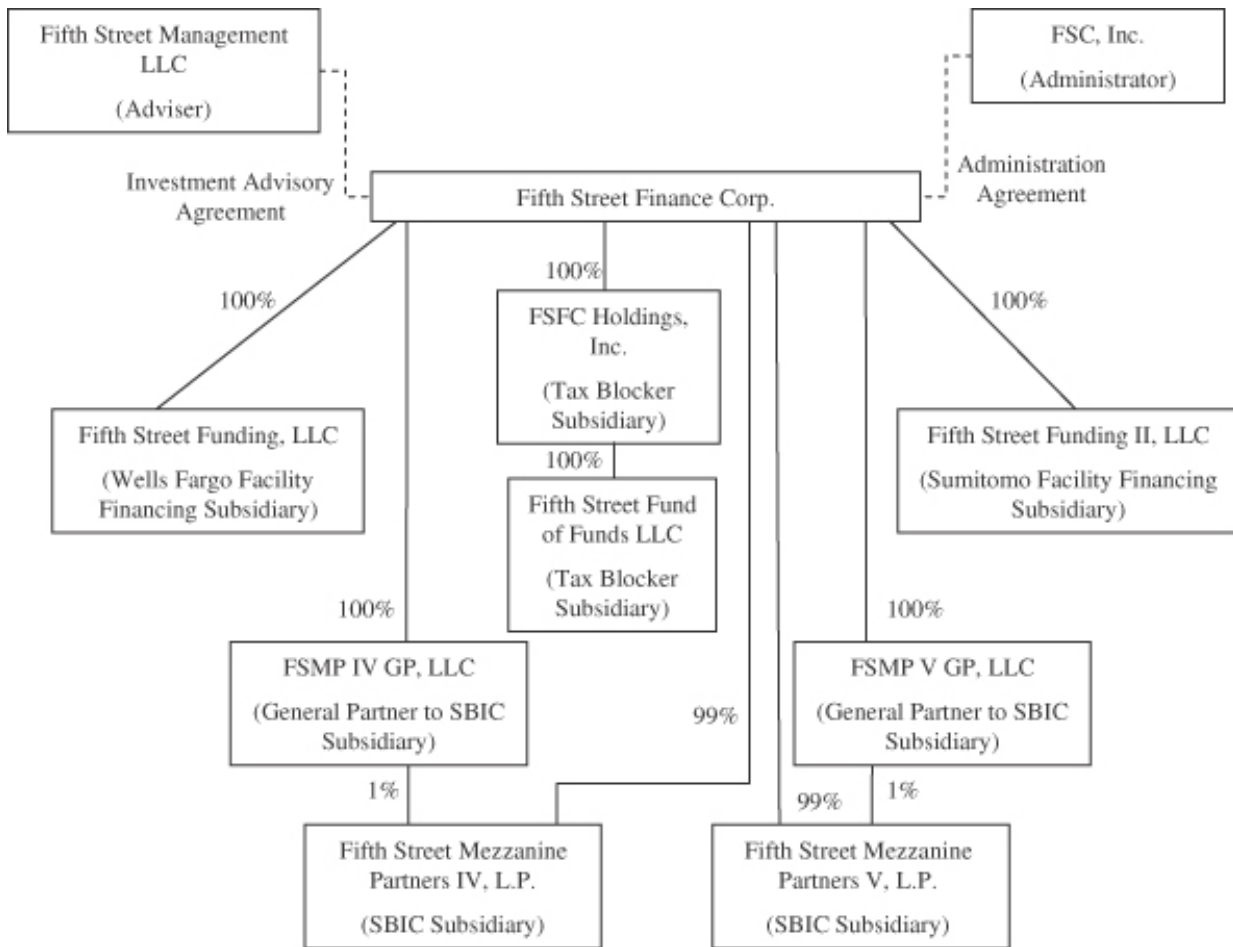 Fifth Street Management
LLC
(Adviser)
FSC, Inc.
(Administrator)
Investment Advisory
Agreement
Administration
Agreement
Fifth Street Finance Corp.
100%
100%
100%
FSFC Holdings,
Inc.
(Tax Blocker
Subsidiary)
Fifth Street Funding, LLC
(Wells Fargo Facility
Financing Subsidiary)
Fifth Street Funding II, LLC
(Sumitomo Facility Financing
Subsidiary)
100%
Fifth Street Fund
of Funds LLC
(Tax Blocker
Subsidiary)
100%
100%
FSMP IV GP, LLC
(General Partner to SBIC
Subsidiary)
99%
FSMP V GP, LLC
(General Partner to SBIC
Subsidiary)
1%
99%
1%
Fifth Street Mezzanine
Partners IV, L.P.
(SBIC Subsidiary)
Fifth Street Mezzanine
Partners V, L.P.
(SBIC Subsidiary)